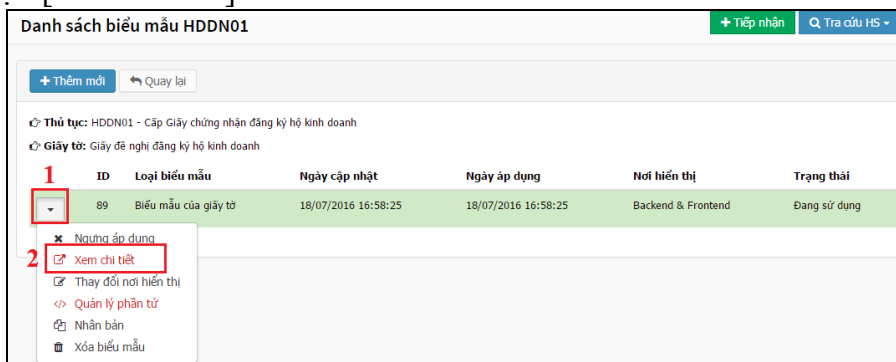 Danh sách biểu mẫu HDDN01
Tiếp nhận
Tra cứu HS
Thêm mới
Quay lại
Thủ tục: HDDN01 - Cấp Giấy chứng nhận đăng ký hộ kinh doanh
Giấy tờ: Giấy đề nghị đăng ký hộ kinh doanh
1
ID Loại biểu mẫu Ngày cập nhật Ngày áp dụng Nơi hiển thị Trạng thái
89 Biểu mẫu của giấy tờ 18/07/2016 16:58:25 18/07/2016 16:58:25 Backend & Frontend Đang sử dụng
Ngưng áp dụng
2 Xem chi tiết
Thay đổi nơi hiển thị
</> Quản lý phần tử
Nhân bản
Xóa biểu mẫu